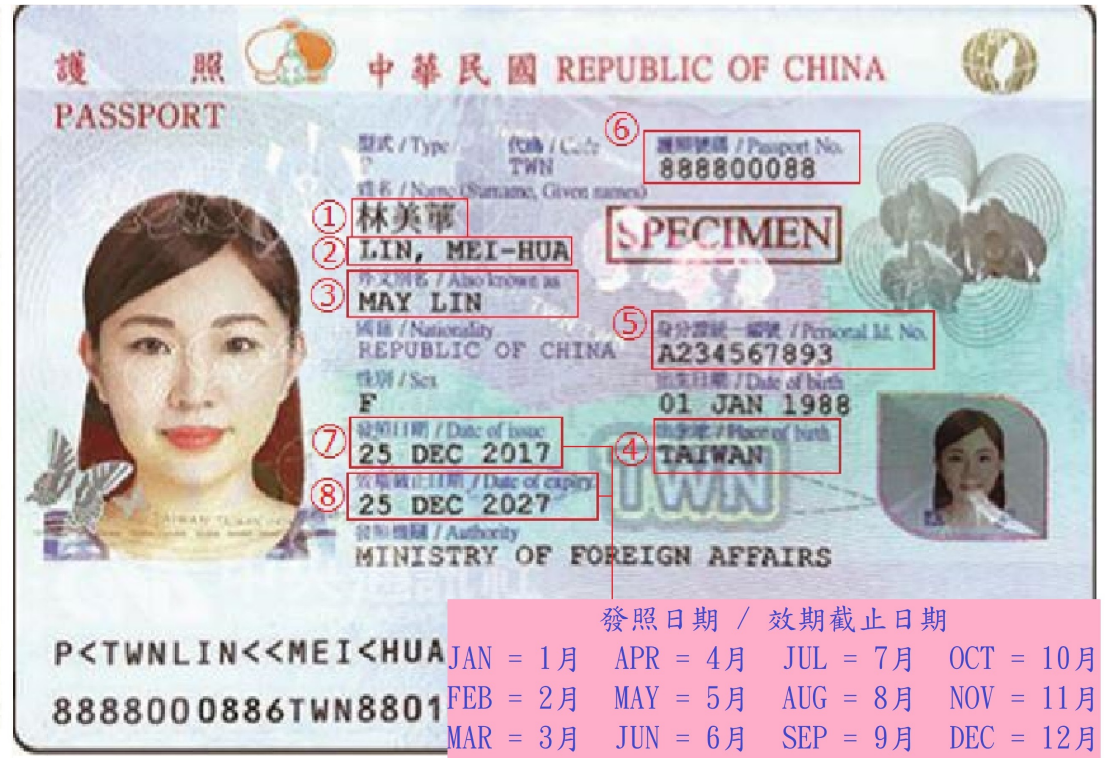 護 照 中華民國 REPUBLIC OF CHINA
PASSPORT
型式 / Type 代碼 / Code ⑥ 護照號碼 / Passport No.
P TWN 888800088
姓名 / Name (Surname, Given names)
① 林美華
② LIN, MEI-HUA
SPECIMEN
外文別名 / Also known as
③ MAY LIN
國籍 / Nationality ⑤ 身分證統一編號 / Personal Id. No.
REPUBLIC OF CHINA A234567893
性別 / Sex 出生日期 / Date of birth
F 01 JAN 1988
⑦ 發照日期 / Date of issue ④ 出生地 / Place of birth
25 DEC 2017 TAIWAN
⑧ 效期截止日期 / Date of expiry
25 DEC 2027
TWN
發照機關 / Authority
MINISTRY OF FOREIGN AFFAIRS
P<TWNLIN<<MEI<HUA
8888000886TWN8801
發照日期 / 效期截止日期
JAN = 1月 APR = 4月 JUL = 7月 OCT = 10月
FEB = 2月 MAY = 5月 AUG = 8月 NOV = 11月
MAR = 3月 JUN = 6月 SEP = 9月 DEC = 12月